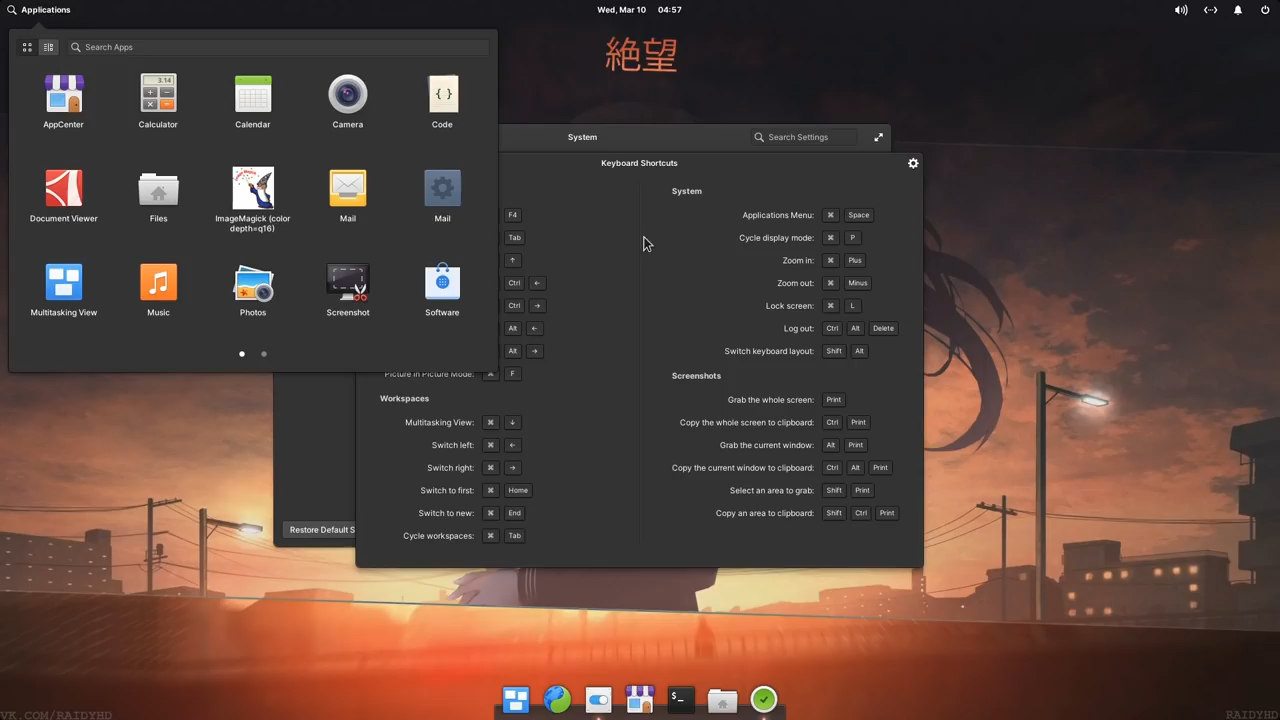 Applications
Wed, Mar 10 04:57
絶望
Search Apps
AppCenter
Calculator
3.14
Calendar
Camera
Code
{ }
Document Viewer
Files
ImageMagick (color
depth=q16)
Mail
Mail
Multitasking View
Music
Photos
Screenshot
Software
System
Search Settings
Keyboard Shortcuts
F4
Tab
↑
Ctrl ←
Ctrl →
Alt ←
Alt →
Picture in Picture Mode: ⌘ F
Workspaces
Multitasking View: ⌘ ↓
Switch left: ⌘ ←
Switch right: ⌘ →
Switch to first: ⌘ Home
Switch to new: ⌘ End
Cycle workspaces: ⌘ Tab
System
Applications Menu: ⌘ Space
Cycle display mode: ⌘ P
Zoom in: ⌘ Plus
Zoom out: ⌘ Minus
Lock screen: ⌘ L
Log out: Ctrl Alt Delete
Switch keyboard layout: Shift Alt
Screenshots
Grab the whole screen: Print
Copy the whole screen to clipboard: Ctrl Print
Grab the current window: Alt Print
Copy the current window to clipboard: Ctrl Alt Print
Select an area to grab: Shift Print
Copy an area to clipboard: Shift Ctrl Print
Restore Default S
VK.COM/RAIDYHD
RAIDYHD